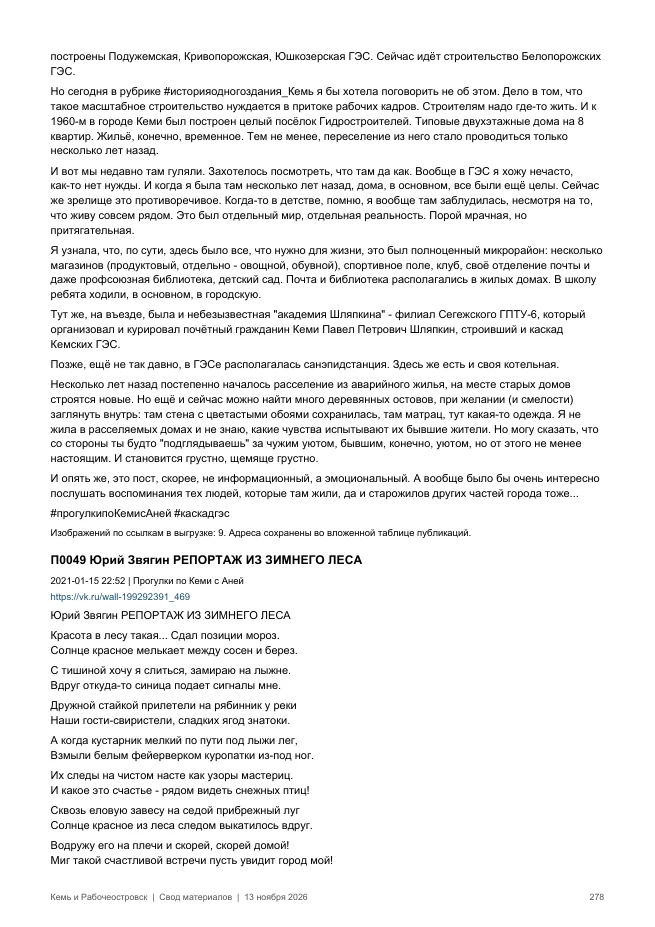 построены Подужемская, Кривопорожская, Юшкозерская ГЭС. Сейчас идёт строительство Белопорожских
ГЭС.
Но сегодня в рубрике #историяодногоздания_Кемь я бы хотела поговорить не об этом. Дело в том, что
такое масштабное строительство нуждается в притоке рабочих кадров. Строителям надо где-то жить. И к
1960-м в городе Кеми был построен целый посёлок Гидростроителей. Типовые двухэтажные дома на 8
квартир. Жильё, конечно, временное. Тем не менее, переселение из него стало проводиться только
несколько лет назад.
И вот мы недавно там гуляли. Захотелось посмотреть, что там да как. Вообще в ГЭС я хожу нечасто,
как-то нет нужды. И когда я была там несколько лет назад, дома, в основном, все были ещё целы. Сейчас
же зрелище это противоречивое. Когда-то в детстве, помню, я вообще там заблудилась, несмотря на то,
что живу совсем рядом. Это был отдельный мир, отдельная реальность. Порой мрачная, но
притягательная.
Я узнала, что, по сути, здесь было все, что нужно для жизни, это был полноценный микрорайон: несколько
магазинов (продуктовый, отдельно - овощной, обувной), спортивное поле, клуб, своё отделение почты и
даже профсоюзная библиотека, детский сад. Почта и библиотека располагались в жилых домах. В школу
ребята ходили, в основном, в городскую.
Тут же, на въезде, была и небезызвестная "академия Шляпкина" - филиал Сегежского ГПТУ-6, который
организовал и курировал почётный гражданин Кеми Павел Петрович Шляпкин, строивший и каскад
Кемских ГЭС.
Позже, ещё не так давно, в ГЭСе располагалась санэпидстанция. Здесь же есть и своя котельная.
Несколько лет назад постепенно началось расселение из аварийного жилья, на месте старых домов
строятся новые. Но ещё и сейчас можно найти много деревянных остовов, при желании (и смелости)
заглянуть внутрь: там стена с цветастыми обоями сохранилась, там матрац, тут какая-то одежда. Я не
жила в расселяемых домах и не знаю, какие чувства испытывают их бывшие жители. Но могу сказать, что
со стороны ты будто "подглядываешь" за чужим уютом, бывшим, конечно, уютом, но от этого не менее
настоящим. И становится грустно, щемяще грустно.
И опять же, это пост, скорее, не информационный, а эмоциональный. А вообще было бы очень интересно
послушать воспоминания тех людей, которые там жили, да и старожилов других частей города тоже...
#прогулкипоКемисАней #каскадгэс
Изображений по ссылкам в выгрузке: 9. Адреса сохранены во вложенной таблице публикаций.
П0049 Юрий Звягин РЕПОРТАЖ ИЗ ЗИМНЕГО ЛЕСА
2021-01-15 22:52 | Прогулки по Кеми с Аней
https://vk.ru/wall-199292391_469
Юрий Звягин РЕПОРТАЖ ИЗ ЗИМНЕГО ЛЕСА
Красота в лесу такая... Сдал позиции мороз.
Солнце красное мелькает между сосен и берез.
С тишиной хочу я слиться, замираю на лыжне.
Вдруг откуда-то синица подает сигналы мне.
Дружной стайкой прилетели на рябинник у реки
Наши гости-свиристели, сладких ягод знатоки.
А когда кустарник мелкий по пути под лыжи лег,
Взмыли белым фейерверком куропатки из-под ног.
Их следы на чистом насте как узоры мастериц.
И какое это счастье - рядом видеть снежных птиц!
Сквозь еловую завесу на седой прибрежный луг
Солнце красное из леса следом выкатилось вдруг.
Водружу его на плечи и скорей, скорей домой!
Миг такой счастливой встречи пусть увидит город мой!
Кемь и Рабочеостровск | Свод материалов | 13 ноября 2026
278